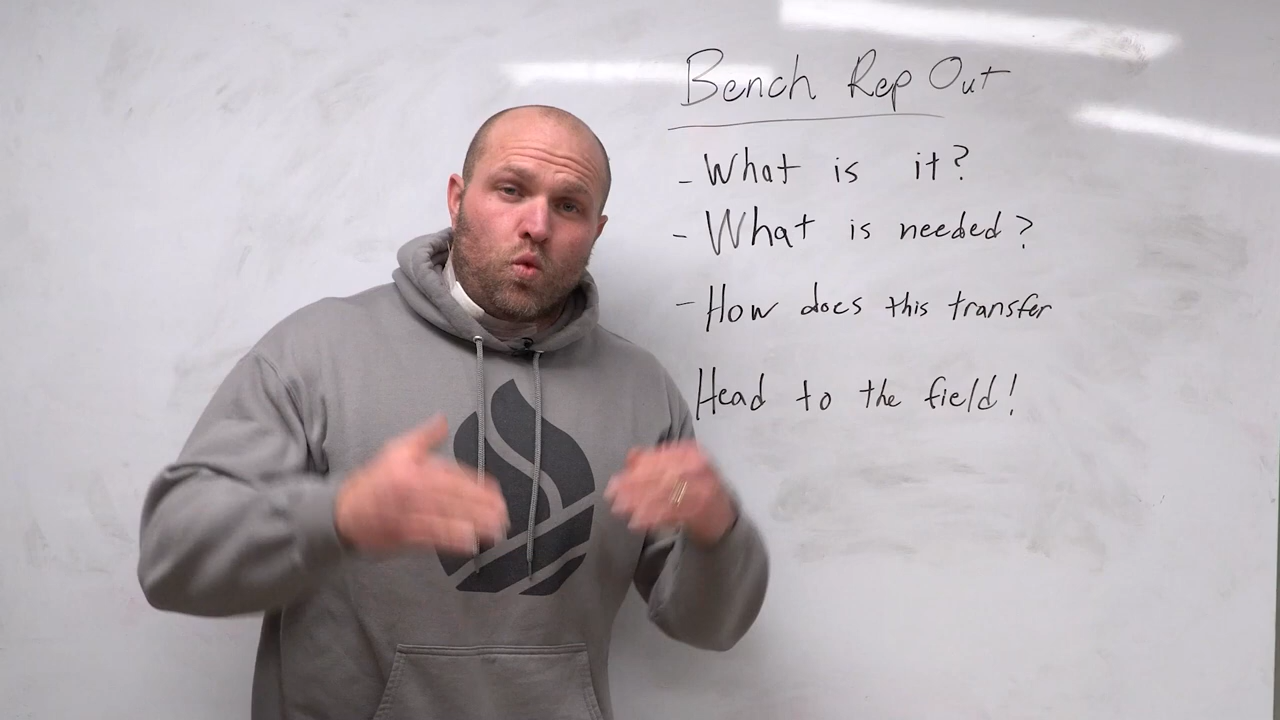 Bench Rep Out
- What is it?
- What is needed?
- How does this transfer
Head to the field!